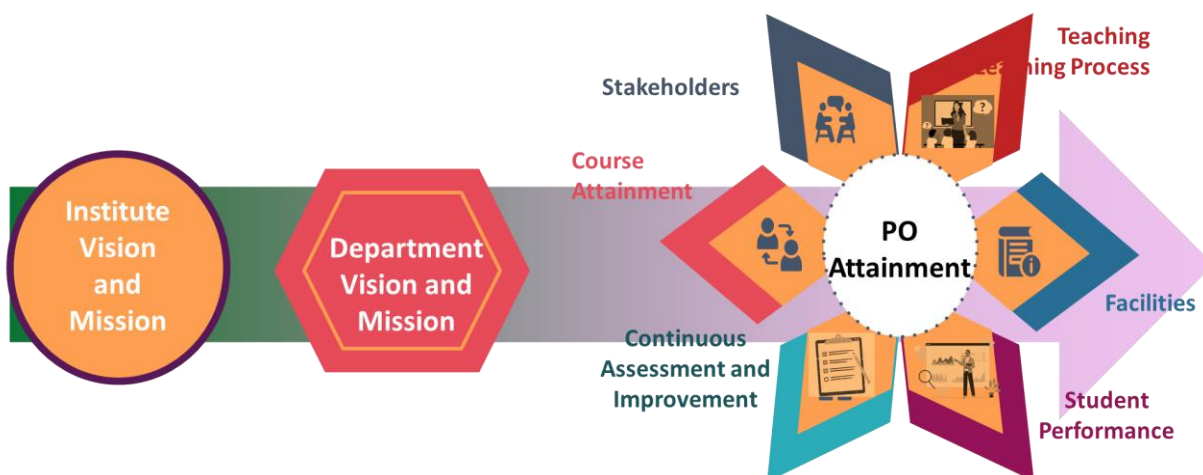 Institute
Vision
and
Mission
Department
Vision and
Mission
Stakeholders
Teaching
Learning Process
Course
Attainment
PO
Attainment
Facilities
Continuous
Assessment and
Improvement
Student
Performance